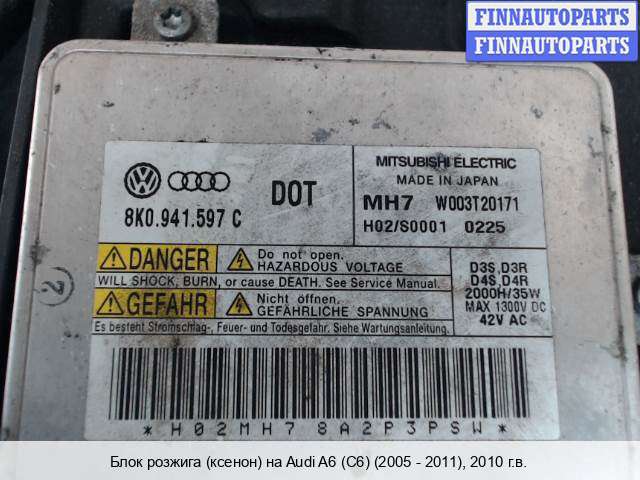 FINNAUTOPARTS
FINNAUTOPARTS
8K0.941.597 C
DOT
MITSUBISHI ELECTRIC
MADE IN JAPAN
MH7 W003T20171
H02/S0001 0225
DANGER
Do not open.
HAZARDOUS VOLTAGE
WILL SHOCK, BURN, or cause DEATH. See Service Manual.
GEFAHR
Nicht öffnen.
GEFÄHRLICHE SPANNUNG
Es besteht Stromschlag-, Feuer- und Todesgefahr. Siehe Wartungsanleitung.
D3S,D3R
D4S,D4R
2000H/35W
MAX 1300V DC
42V AC
2
*H02MH78A2P3PSW*
Блок розжига (ксенон) на Audi A6 (C6) (2005 - 2011), 2010 г.в.